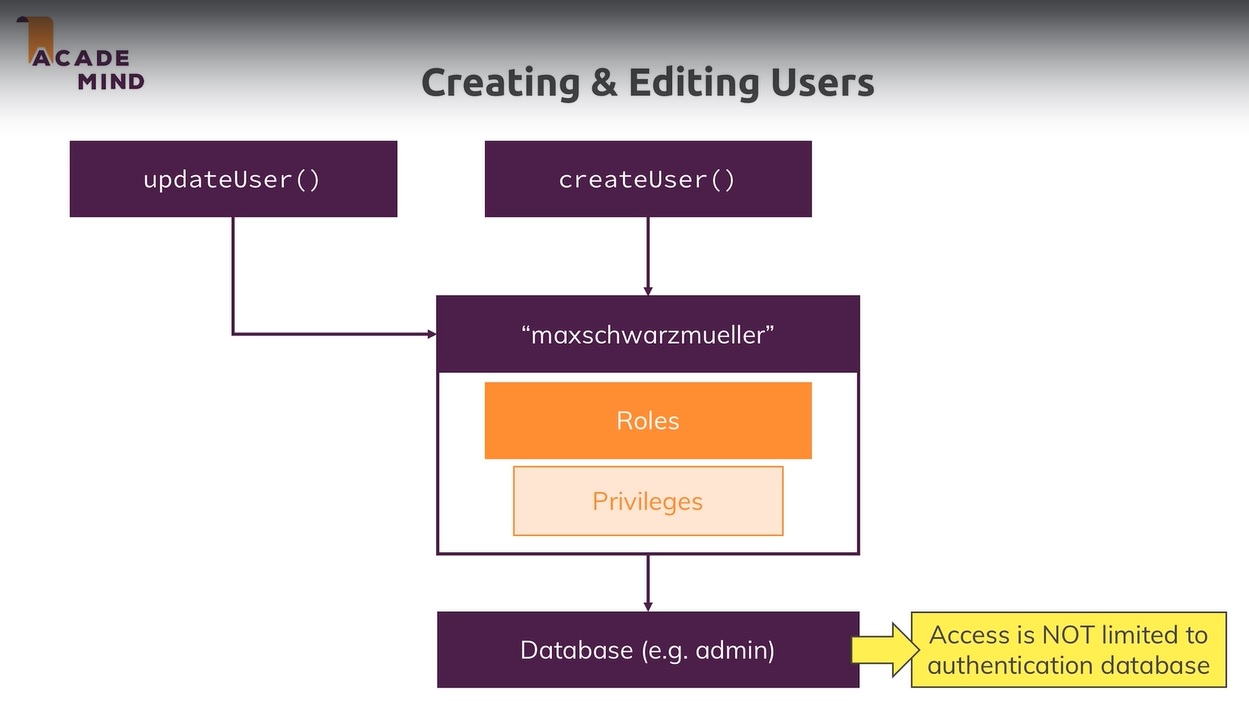 ACADE
MIND
Creating & Editing Users
updateUser()
createUser()
“maxschwarzmueller”
Roles
Privileges
Database (e.g. admin)
Access is NOT limited to
authentication database